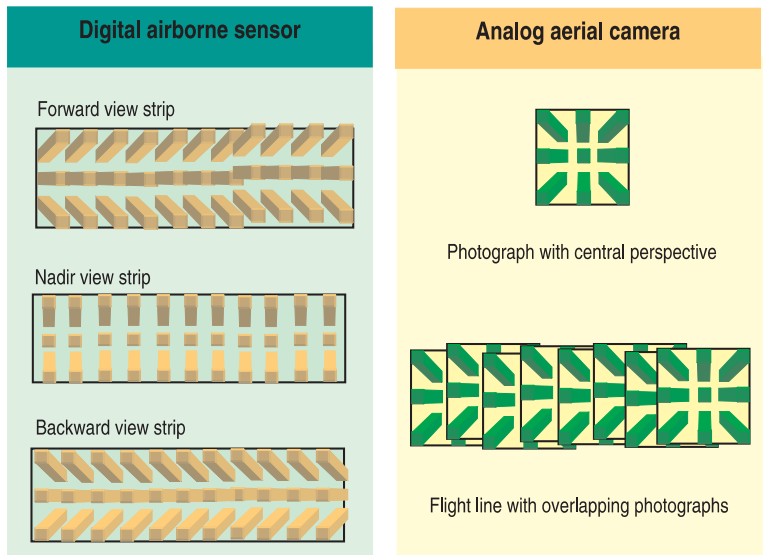 Digital airborne sensor
Forward view strip
Nadir view strip
Backward view strip
Analog aerial camera
Photograph with central perspective
Flight line with overlapping photographs